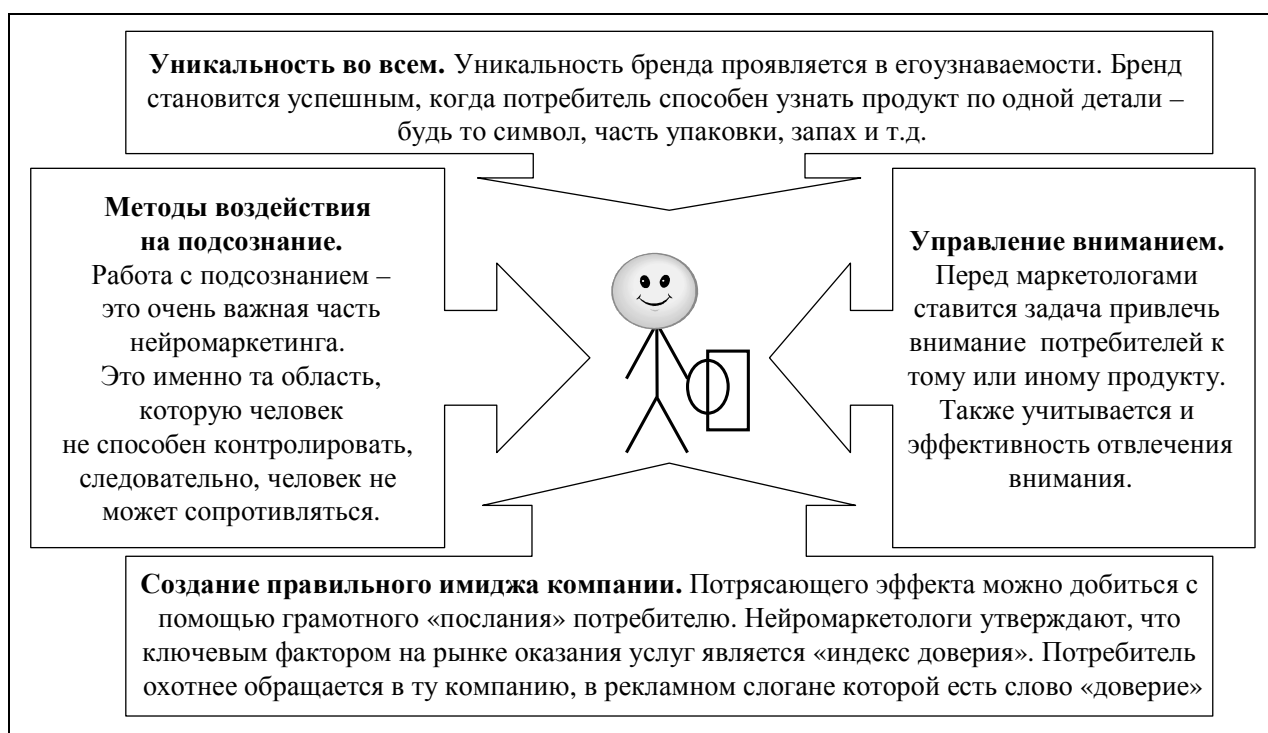 Уникальность во всем. Уникальность бренда проявляется в егоузнаваемости. Бренд
становится успешным, когда потребитель способен узнать продукт по одной детали –
будь то символ, часть упаковки, запах и т.д.
Методы воздействия
на подсознание.
Работа с подсознанием –
это очень важная часть
нейромаркетинга.
Это именно та область,
которую человек
не способен контролировать,
следовательно, человек не
может сопротивляться.
Управление вниманием.
Перед маркетологами
ставится задача привлечь
внимание потребителей к
тому или иному продукту.
Также учитывается и
эффективность отвлечения
внимания.
Создание правильного имиджа компании. Потрясающего эффекта можно добиться с
помощью грамотного «послания» потребителю. Нейромаркетологи утверждают, что
ключевым фактором на рынке оказания услуг является «индекс доверия». Потребитель
охотнее обращается в ту компанию, в рекламном слогане которой есть слово «доверие»